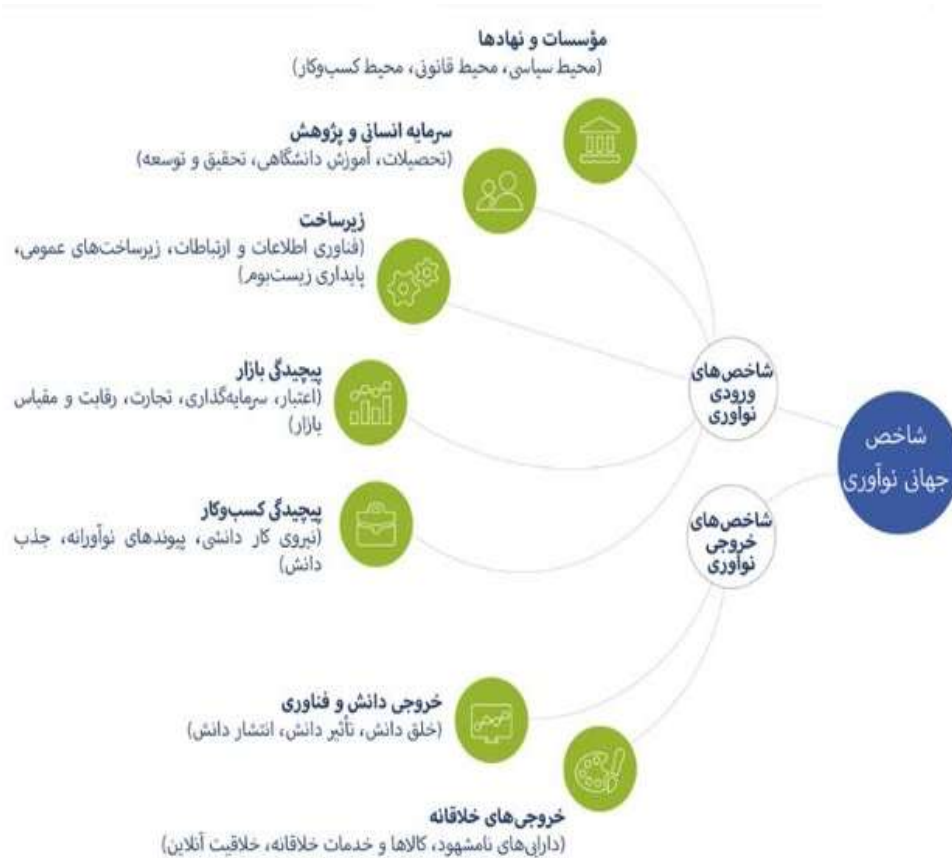 مؤسسات و نهادها
(محیط سیاسی، محیط قانونی، محیط کسب‌وکار)
سرمایه انسانی و پژوهش
(تحصیلات، آموزش دانشگاهی، تحقیق و توسعه)
زیرساخت
(فناوری اطلاعات و ارتباطات، زیرساخت‌های عمومی،
پایداری زیست‌بوم)
پیچیدگی بازار
(اعتبار، سرمایه‌گذاری، تجارت، رقابت و مقیاس
بازار)
پیچیدگی کسب‌وکار
(نیروی کار دانشی، پیوندهای نوآورانه، جذب
دانش)
شاخص‌های
ورودی
نوآوری
شاخص
جهانی نوآوری
شاخص‌های
خروجی
نوآوری
خروجی دانش و فناوری
(خلق دانش، تأثیر دانش، انتشار دانش)
خروجی‌های خلاقانه
(دارایی‌های نامشهود، کالاها و خدمات خلاقانه، خلاقیت آنلاین)